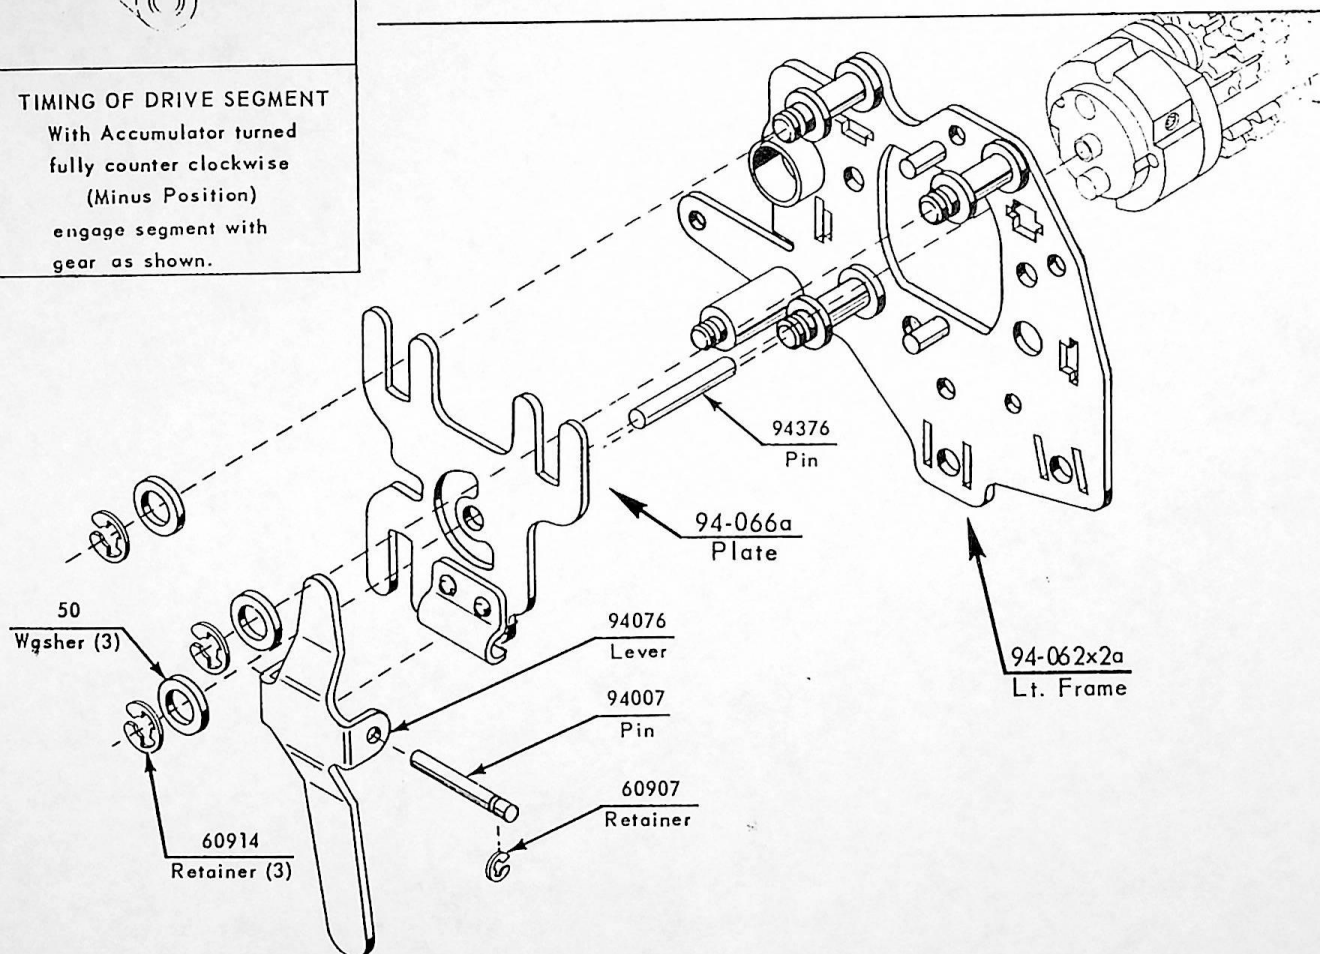 TIMING OF DRIVE SEGMENT
With Accumulator turned
fully counter clockwise
(Minus Position)
engage segment with
gear as shown.
94376
Pin
94-066a
Plate
50
Washer (3)
94076
Lever
94-062x2a
Lt. Frame
94007
Pin
60907
Retainer
60914
Retainer (3)